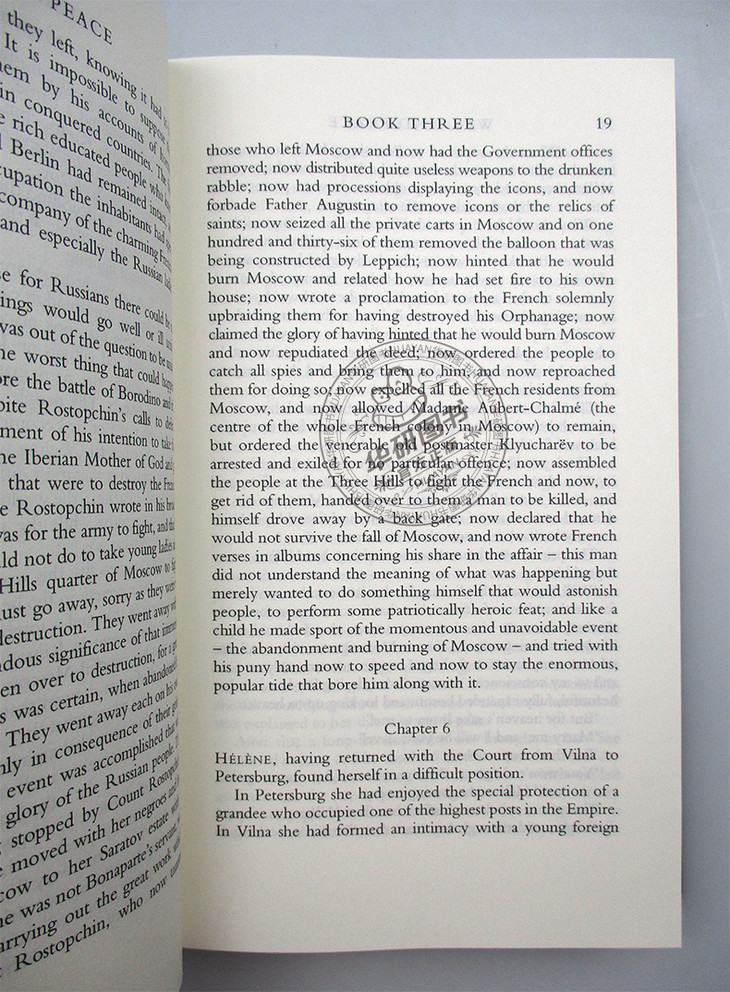 PEACE
they left, knowing it had
It is impossible to suppose
them by his accounts of
in conquered countries. The
rich educated people who
Berlin had remained intact,
occupation the inhabitants had
company of the charming
and especially the Russian
for Russians there could be
things would go well or ill
was out of the question to be
the worst thing that could
before the battle of Borodino and
Rostopchin's calls to
of his intention to take
the Iberian Mother of God and
that were to destroy the
Rostopchin wrote in his
was for the army to fight, and
would not do to take young ladies
Hills quarter of Moscow to
must go away, sorry as they were
destruction. They went away
significance of that
over to destruction, for a
was certain, when abandoned
They went away each on his
only in consequence of their
event was accomplished that
glory of the Russian people.
stopped by Count
moved with her negroes and
to her Saratov estate
she was not Bonaparte's servant,
carrying out the great work
Rostopchin, who now
BOOK THREE 19
those who left Moscow and now had the Government offices
removed; now distributed quite useless weapons to the drunken
rabble; now had processions displaying the icons, and now
forbade Father Augustin to remove icons or the relics of
saints; now seized all the private carts in Moscow and on one
hundred and thirty-six of them removed the balloon that was
being constructed by Leppich; now hinted that he would
burn Moscow and related how he had set fire to his own
house; now wrote a proclamation to the French solemnly
upbraiding them for having destroyed his Orphanage; now
claimed the glory of having hinted that he would burn Moscow
and now repudiated the deed; now ordered the people to
catch all spies and bring them to him, and now reproached
them for doing so; now expelled all the French residents from
Moscow, and now allowed Madame Aubert-Chalmé (the
centre of the whole French colony in Moscow) to remain,
but ordered the venerable old postmaster Klyucharëv to be
arrested and exiled for no particular offence; now assembled
the people at the Three Hills to fight the French and now, to
get rid of them, handed over to them a man to be killed, and
himself drove away by a back gate; now declared that he
would not survive the fall of Moscow, and now wrote French
verses in albums concerning his share in the affair – this man
did not understand the meaning of what was happening but
merely wanted to do something himself that would astonish
people, to perform some patriotically heroic feat; and like a
child he made sport of the momentous and unavoidable event
– the abandonment and burning of Moscow – and tried with
his puny hand now to speed and now to stay the enormous,
popular tide that bore him along with it.
Chapter 6
HÉLÈNE, having returned with the Court from Vilna to
Petersburg, found herself in a difficult position.
In Petersburg she had enjoyed the special protection of a
grandee who occupied one of the highest posts in the Empire.
In Vilna she had formed an intimacy with a young foreign
华研图书